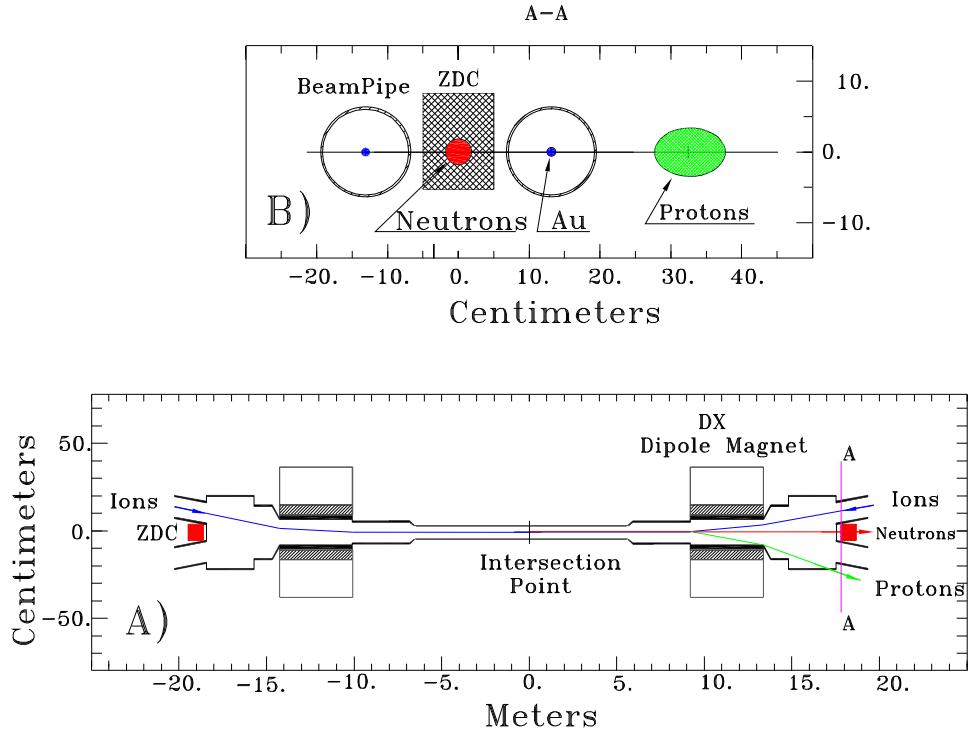 A-A
BeamPipe
ZDC
10.
0.
-10.
B)
Neutrons
Au
Protons
-20. -10. 0. 10. 20. 30. 40.
Centimeters
DX
Dipole Magnet
50.
A
Ions
Ions
ZDC
0.
Neutrons
Intersection
Point
Protons
-50.
A)
A
Centimeters
-20. -15. -10. -5. 0. 5. 10. 15. 20.
Meters